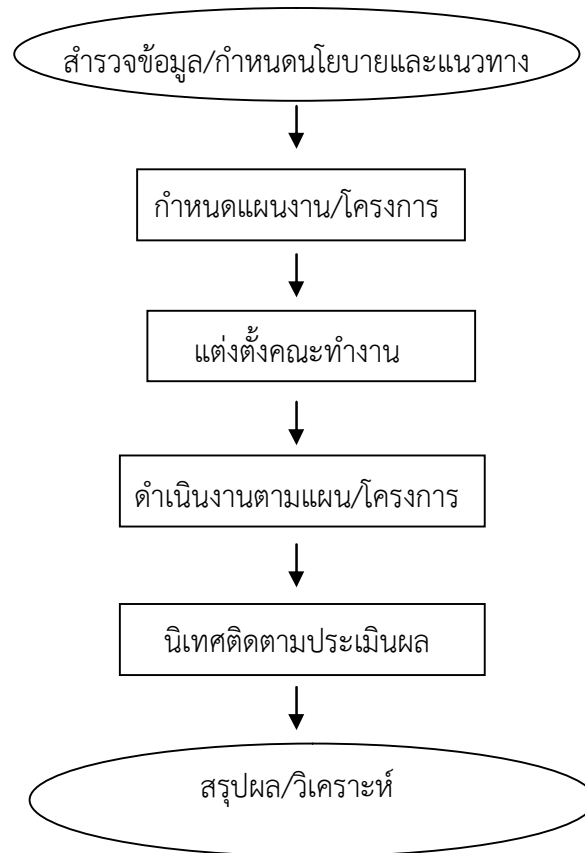 สำรวจข้อมูล/กำหนดนโยบายและแนวทาง
กำหนดแผนงาน/โครงการ
แต่งตั้งคณะทำงาน
ดำเนินงานตามแผน/โครงการ
นิเทศติดตามประเมินผล
สรุปผล/วิเคราะห์